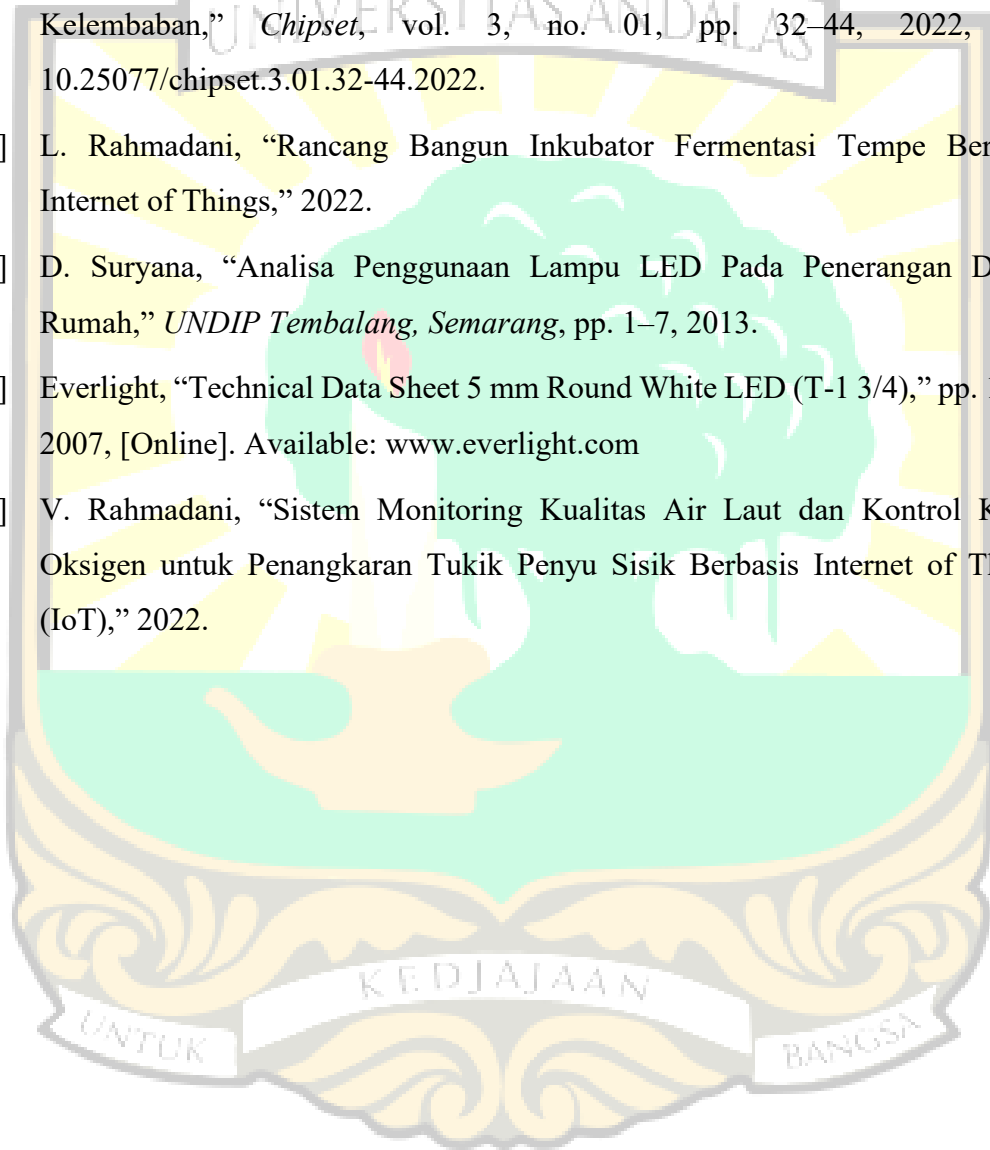 UNIVERSITAS ANDALAS
Kelembaban,” Chipset, vol. 3, no. 01, pp. 32–44, 2022,
10.25077/chipset.3.01.32-44.2022.
] L. Rahmadani, “Rancang Bangun Inkubator Fermentasi Tempe Ber
Internet of Things,” 2022.
] D. Suryana, “Analisa Penggunaan Lampu LED Pada Penerangan D
Rumah,” UNDIP Tembalang, Semarang, pp. 1–7, 2013.
] Everlight, “Technical Data Sheet 5 mm Round White LED (T-1 3/4),” pp.
2007, [Online]. Available: www.everlight.com
] V. Rahmadani, “Sistem Monitoring Kualitas Air Laut dan Kontrol K
Oksigen untuk Penangkaran Tukik Penyu Sisik Berbasis Internet of T
(IoT),” 2022.
KEDJAJAAN
UNTUK BANGSA